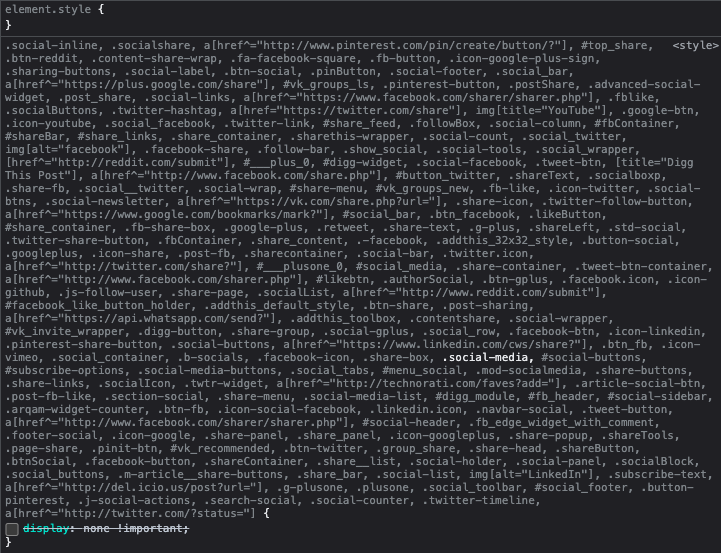 element.style {
}
.social-inline, .socialshare, a[href^="http://www.pinterest.com/pin/create/button/?"], #top_share, <style>
.btn-reddit, .content-share-wrap, .fa-facebook-square, .fb-button, .icon-google-plus-sign,
.sharing-buttons, .social-label, .btn-social, .pinButton, .social-footer, .social_bar,
a[href^="https://plus.google.com/share"], #vk_groups_ls, .pinterest-button, .postShare, .advanced-social-
widget, .post_share, .social-links, a[href^="https://www.facebook.com/sharer/sharer.php"], .fblike,
.socialButtons, .twitter-hashtag, a[href^="https://twitter.com/share"], img[title="YouTube"], .google-btn,
.icon-youtube, .social_facebook, .twitter-link, #share_feed, .followBox, .social-column, #fbContainer,
#shareBar, #share_links, .share_container, .sharethis-wrapper, .social-count, .social_twitter,
img[alt="facebook"], .facebook-share, .follow-bar, .show_social, .social-tools, .social_wrapper,
[href^="http://reddit.com/submit"], #___plus_0, #digg-widget, .social-facebook, .tweet-btn, [title="Digg
This Post"], a[href^="http://www.facebook.com/share.php"], #button_twitter, .shareText, .socialboxp,
.share-fb, .social__twitter, .social-wrap, #share-menu, #vk_groups_new, .fb-like, .icon-twitter, .social-
btns, .social-newsletter, a[href^="https://vk.com/share.php?url="], .share-icon, .twitter-follow-button,
a[href^="https://www.google.com/bookmarks/mark?"], #social_bar, .btn_facebook, .likeButton,
#share_container, .fb-share-box, .google-plus, .retweet, .share-text, .g-plus, .shareLeft, .std-social,
.twitter-share-button, .fbContainer, .share_content, .-facebook, .addthis_32x32_style, .button-social,
.googleplus, .icon-share, .post-fb, .sharecontainer, .social-bar, .twitter.icon,
a[href^="http://twitter.com/share?"], #___plusone_0, #social_media, .share-container, .tweet-btn-container,
a[href^="https://www.facebook.com/sharer.php"], #likebtn, .authorSocial, .btn-gplus, .facebook.icon, .icon-
github, .js-follow-user, .share-page, .socialList, a[href^="http://www.reddit.com/submit"],
#facebook_like_button_holder, .addthis_default_style, .btn-share, .post-sharing,
a[href^="https://api.whatsapp.com/send?"], .addthis_toolbox, .contentshare, .social-wrapper,
#vk_invite_wrapper, .digg-button, .share-group, .social-gplus, .social_row, .facebook-btn, .icon-linkedin,
.pinterest-share-button, .social-buttons, a[href^="https://www.linkedin.com/cws/share?"], .btn_fb, .icon-
vimeo, .social_container, .b-socials, .facebook-icon, .share-box, .social-media, #social-buttons,
#subscribe-options, .social-media-buttons, .social_tabs, #menu_social, .mod-socialmedia, .share-buttons,
.share-links, .socialIcon, .twtr-widget, a[href^="http://technorati.com/faves?add="], .article-social-btn,
.post-fb-like, .section-social, .share-menu, .social-media-list, #digg_module, #fb_header, #social-sidebar,
.arqam-widget-counter, .btn-fb, .icon-social-facebook, .linkedin.icon, .navbar-social, .tweet-button,
a[href^="http://www.facebook.com/sharer/sharer.php"], #social-header, .fb_edge_widget_with_comment,
.footer-social, .icon-google, .share-panel, .share_panel, .icon-googleplus, .share-popup, .shareTools,
.page-share, .pinit-btn, #vk_recommended, .btn-twitter, .group_share, .share-head, .shareButton,
.btnSocial, .facebook-button, .shareContainer, .share__list, .social-holder, .social-panel, .socialBlock,
.social_buttons, .m-article__share-buttons, .share_bar, .social-list, img[alt="LinkedIn"], .subscribe-text,
a[href^="http://del.icio.us/post?url="], .g-plusone, .plusone, .social_toolbar, #social_footer, .button-
pinterest, .j-social-actions, .search-social, .social-counter, .twitter-timeline,
a[href^="http://twitter.com/?status="] {
display: none !important;
}